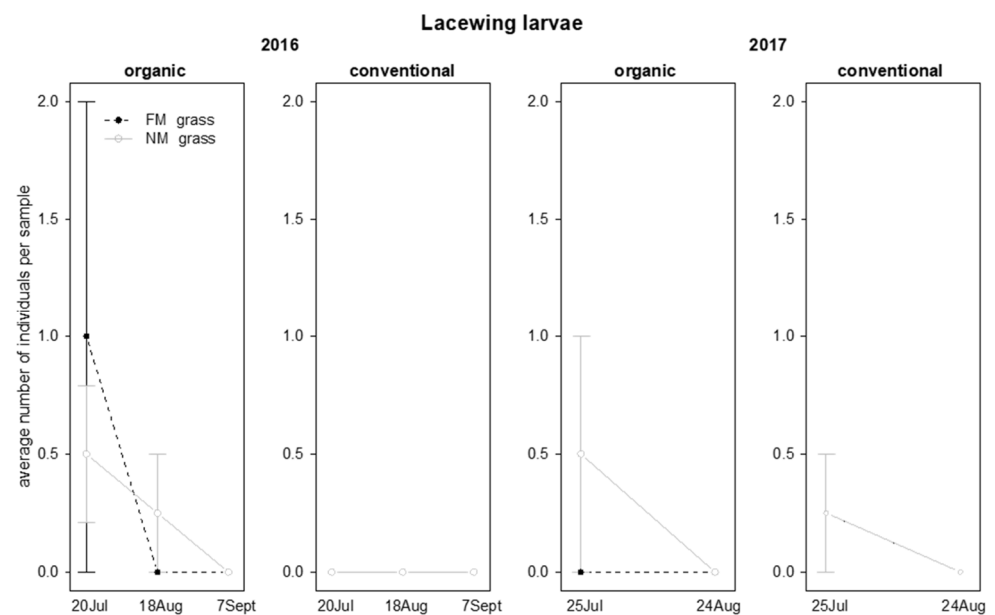 Lacewing larvae
2016
2017
organic
conventional
organic
conventional
average number of individuals per sample
2.0
1.5
1.0
0.5
0.0
FM grass
NM grass
20Jul 18Aug 7Sept
2.0
1.5
1.0
0.5
0.0
20Jul 18Aug 7Sept
2.0
1.5
1.0
0.5
0.0
25Jul 24Aug
2.0
1.5
1.0
0.5
0.0
25Jul 24Aug